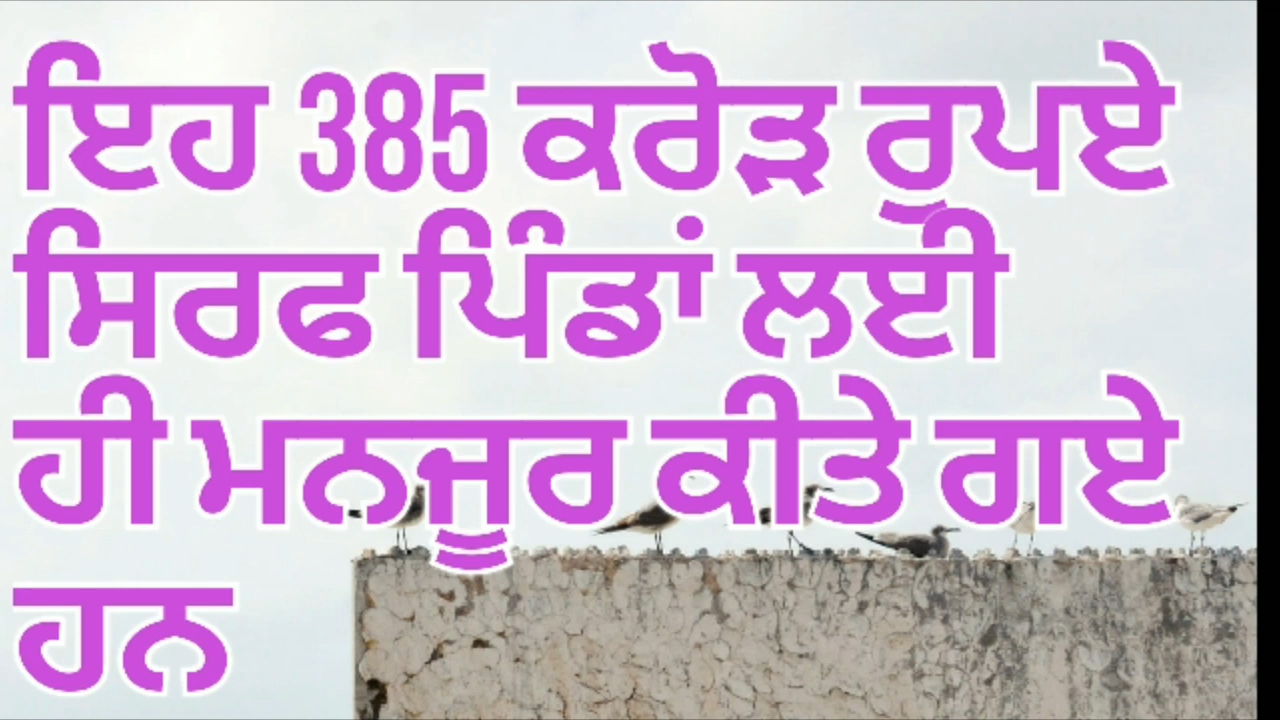 ਇਹ 385 ਕਰੋੜ ਰੁਪਏ
ਸਿਰਫ ਪਿੰਡਾਂ ਲਈ
ਹੀ ਮਨਜੂਰ ਕੀਤੇ ਗਏ
ਹਨ